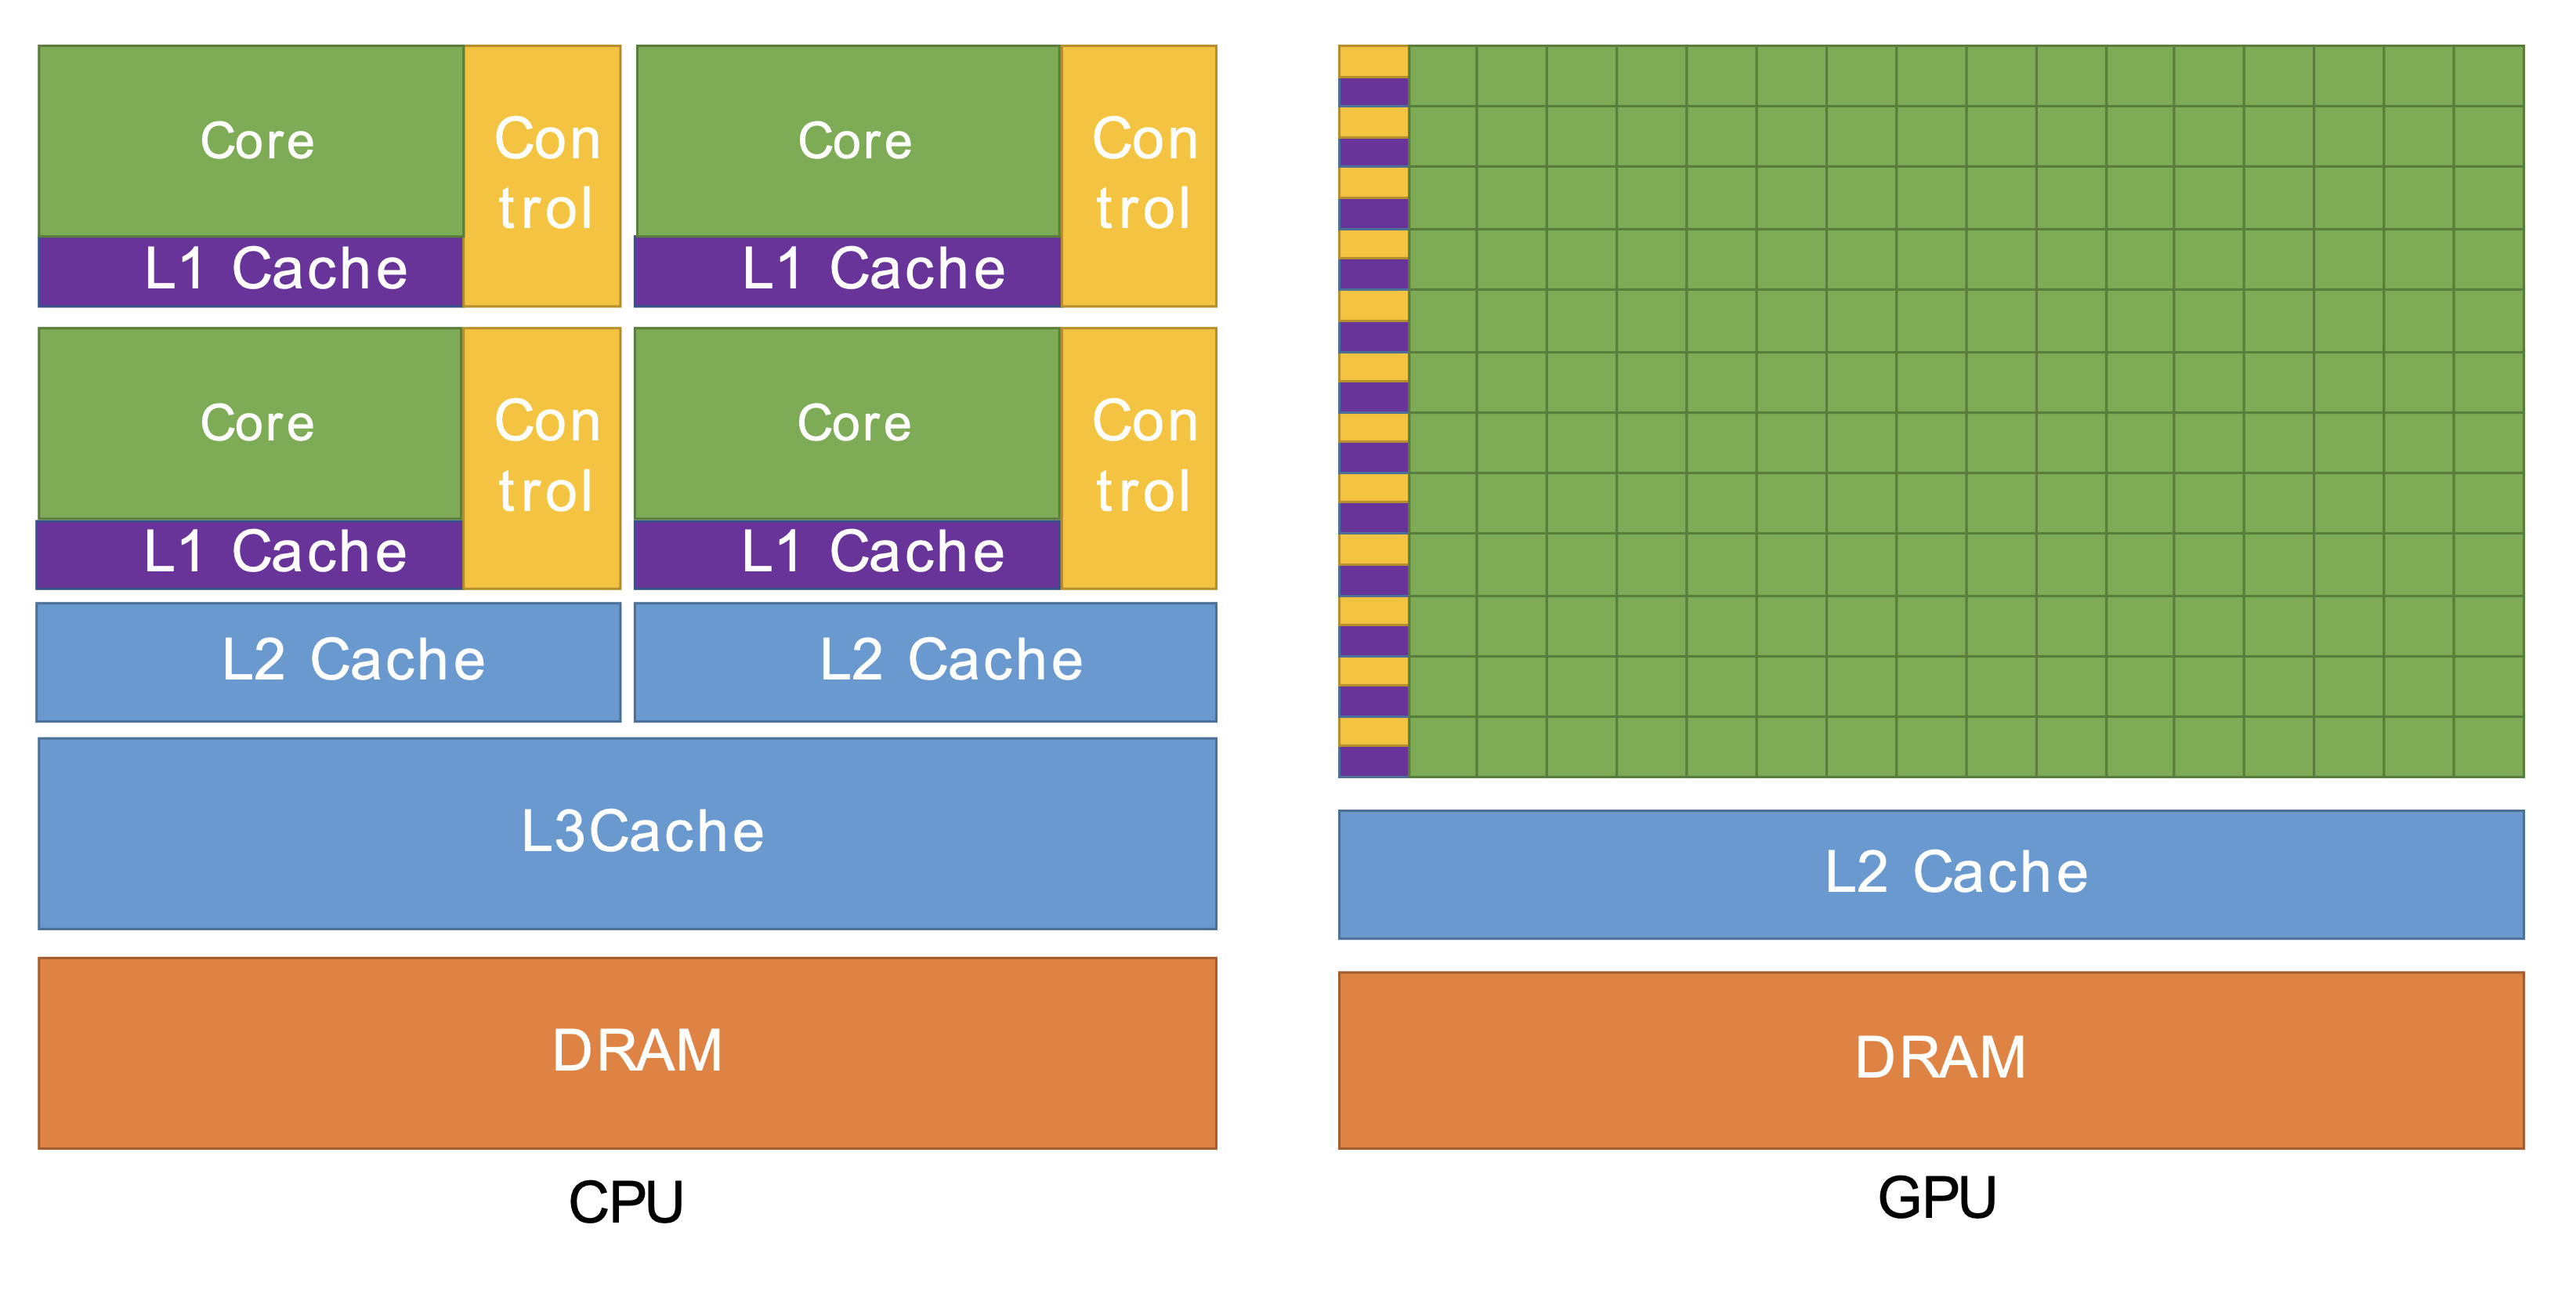 Core
Con
trol
L1 Cache
Core
Con
trol
L1 Cache
Core
Con
trol
L1 Cache
Core
Con
trol
L1 Cache
L2 Cache
L2 Cache
L3Cache
DRAM
CPU
L2 Cache
DRAM
GPU